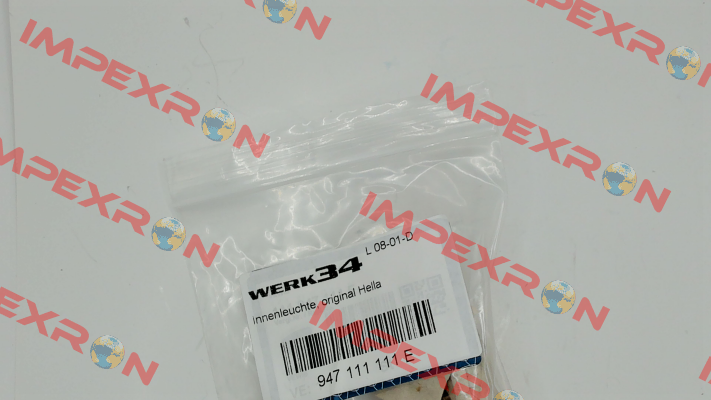 IMPEXRON
IMPEXRON
IMPEXRON
IMPEXRON
IMPEXRON
WERK34
L 08-01-D
Innenleuchte, original Hella
947 111 111 E
IMPEXRON
IMPEXRON
IMPEXRON